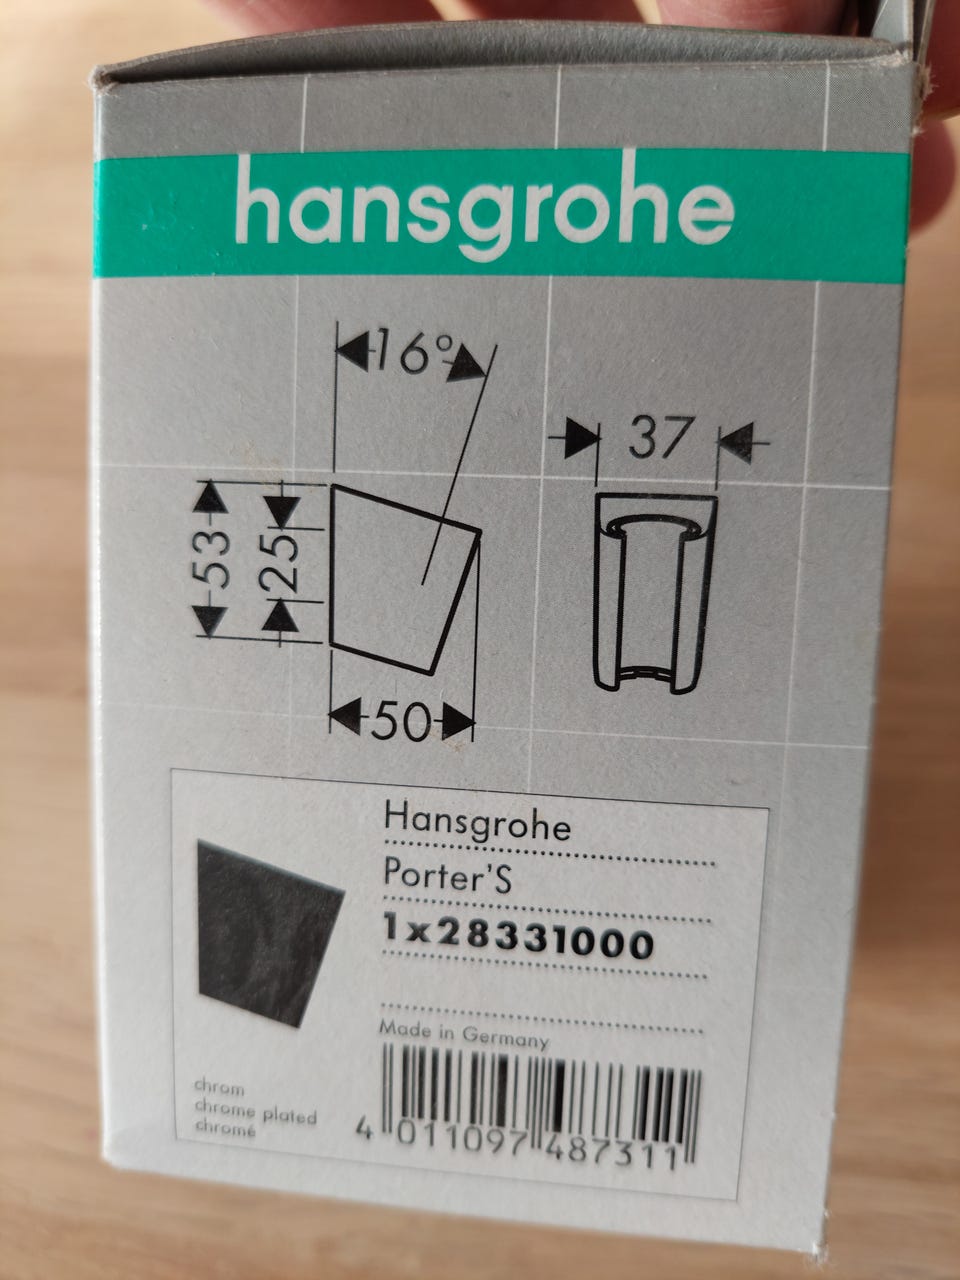 hansgrohe
16°
37
53
25
50
Hansgrohe
Porter'S
1x28331000
Made in Germany
chrom
chrome plated
chromé
4 011097 487311